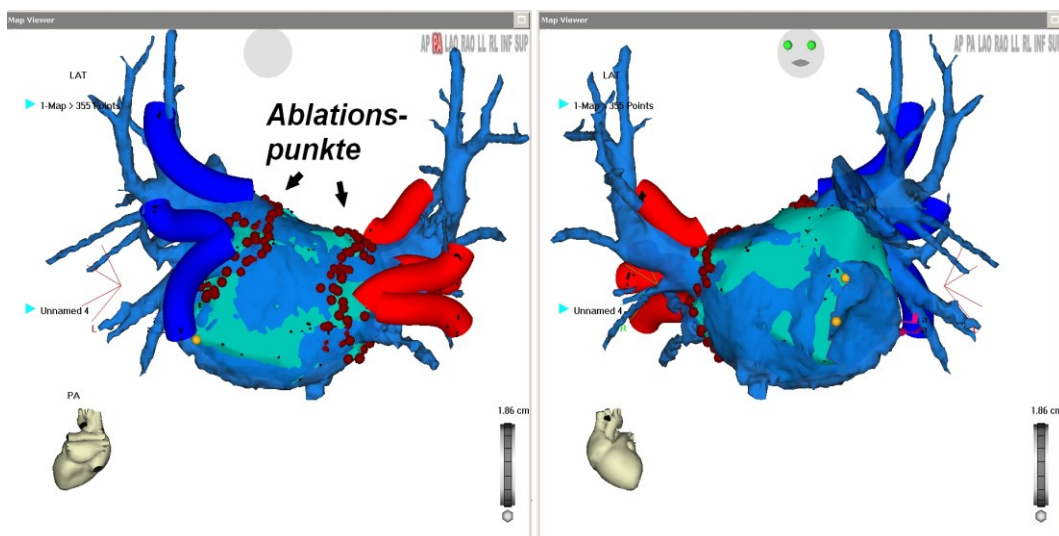 Map Viewer
AP PA LAO RAO LL RL INF SUP
LAT
1-Map > 355 Points
Ablations-
punkte
Unnamed 4
L
PA
1.86 cm
Map Viewer
AP PA LAO RAO LL RL INF SUP
LAT
1-Map > 355 Points
Unnamed 4
R
1.86 cm